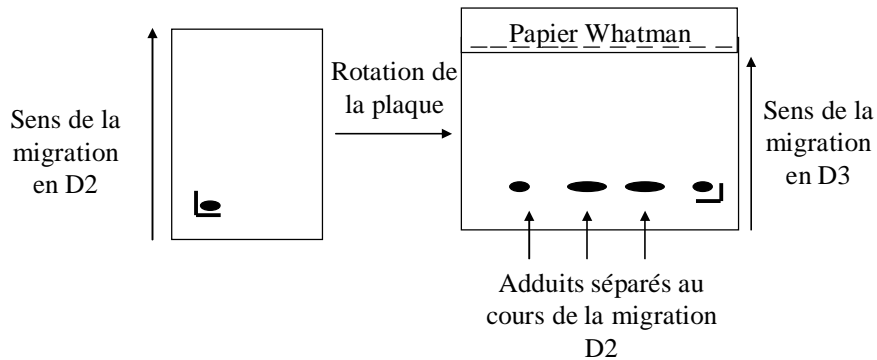 Papier Whatman
Rotation de
la plaque
Sens de la
migration
en D2
Sens de la
migration
en D3
Adduits séparés au
cours de la migration
D2